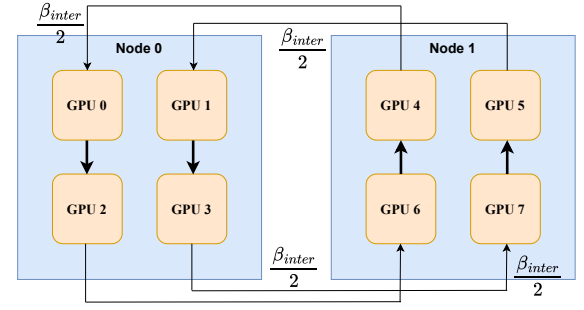 β_inter/2
Node 0
β_inter/2
Node 1
GPU 0
GPU 1
GPU 4
GPU 5
GPU 2
GPU 3
GPU 6
GPU 7
β_inter/2
β_inter/2